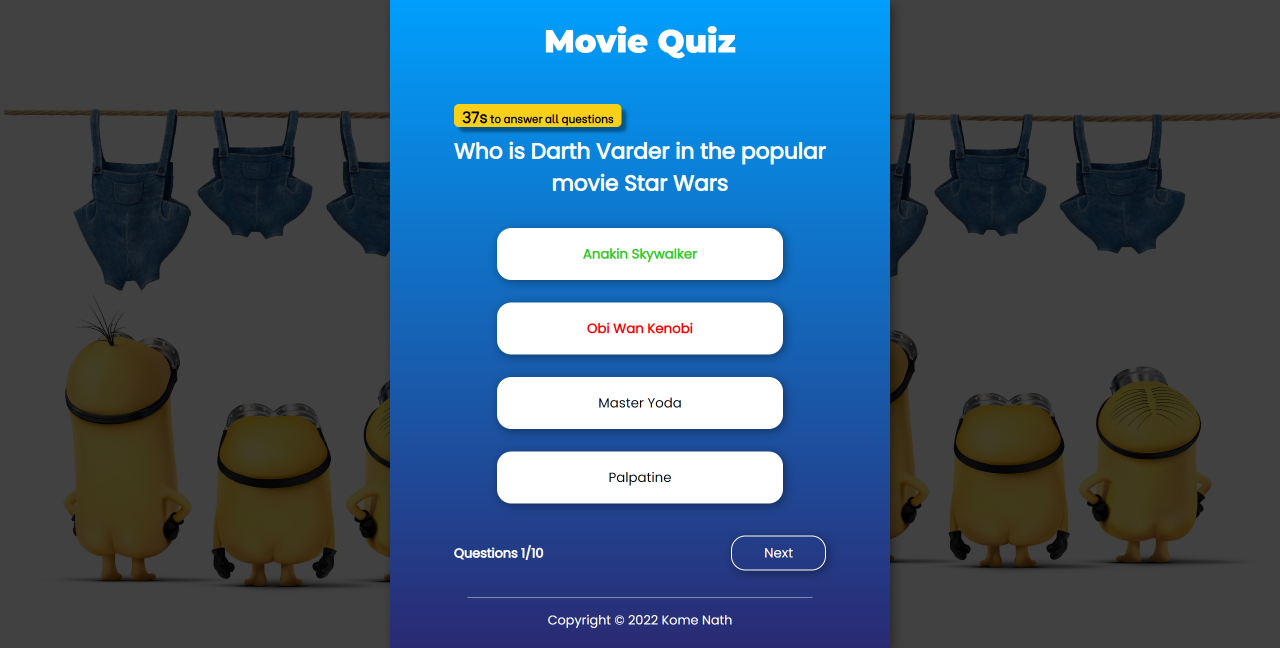 Movie Quiz
37s to answer all questions
Who is Darth Varder in the popular
movie Star Wars
Anakin Skywalker
Obi Wan Kenobi
Master Yoda
Palpatine
Questions 1/10
Next
Copyright © 2022 Kome Nath